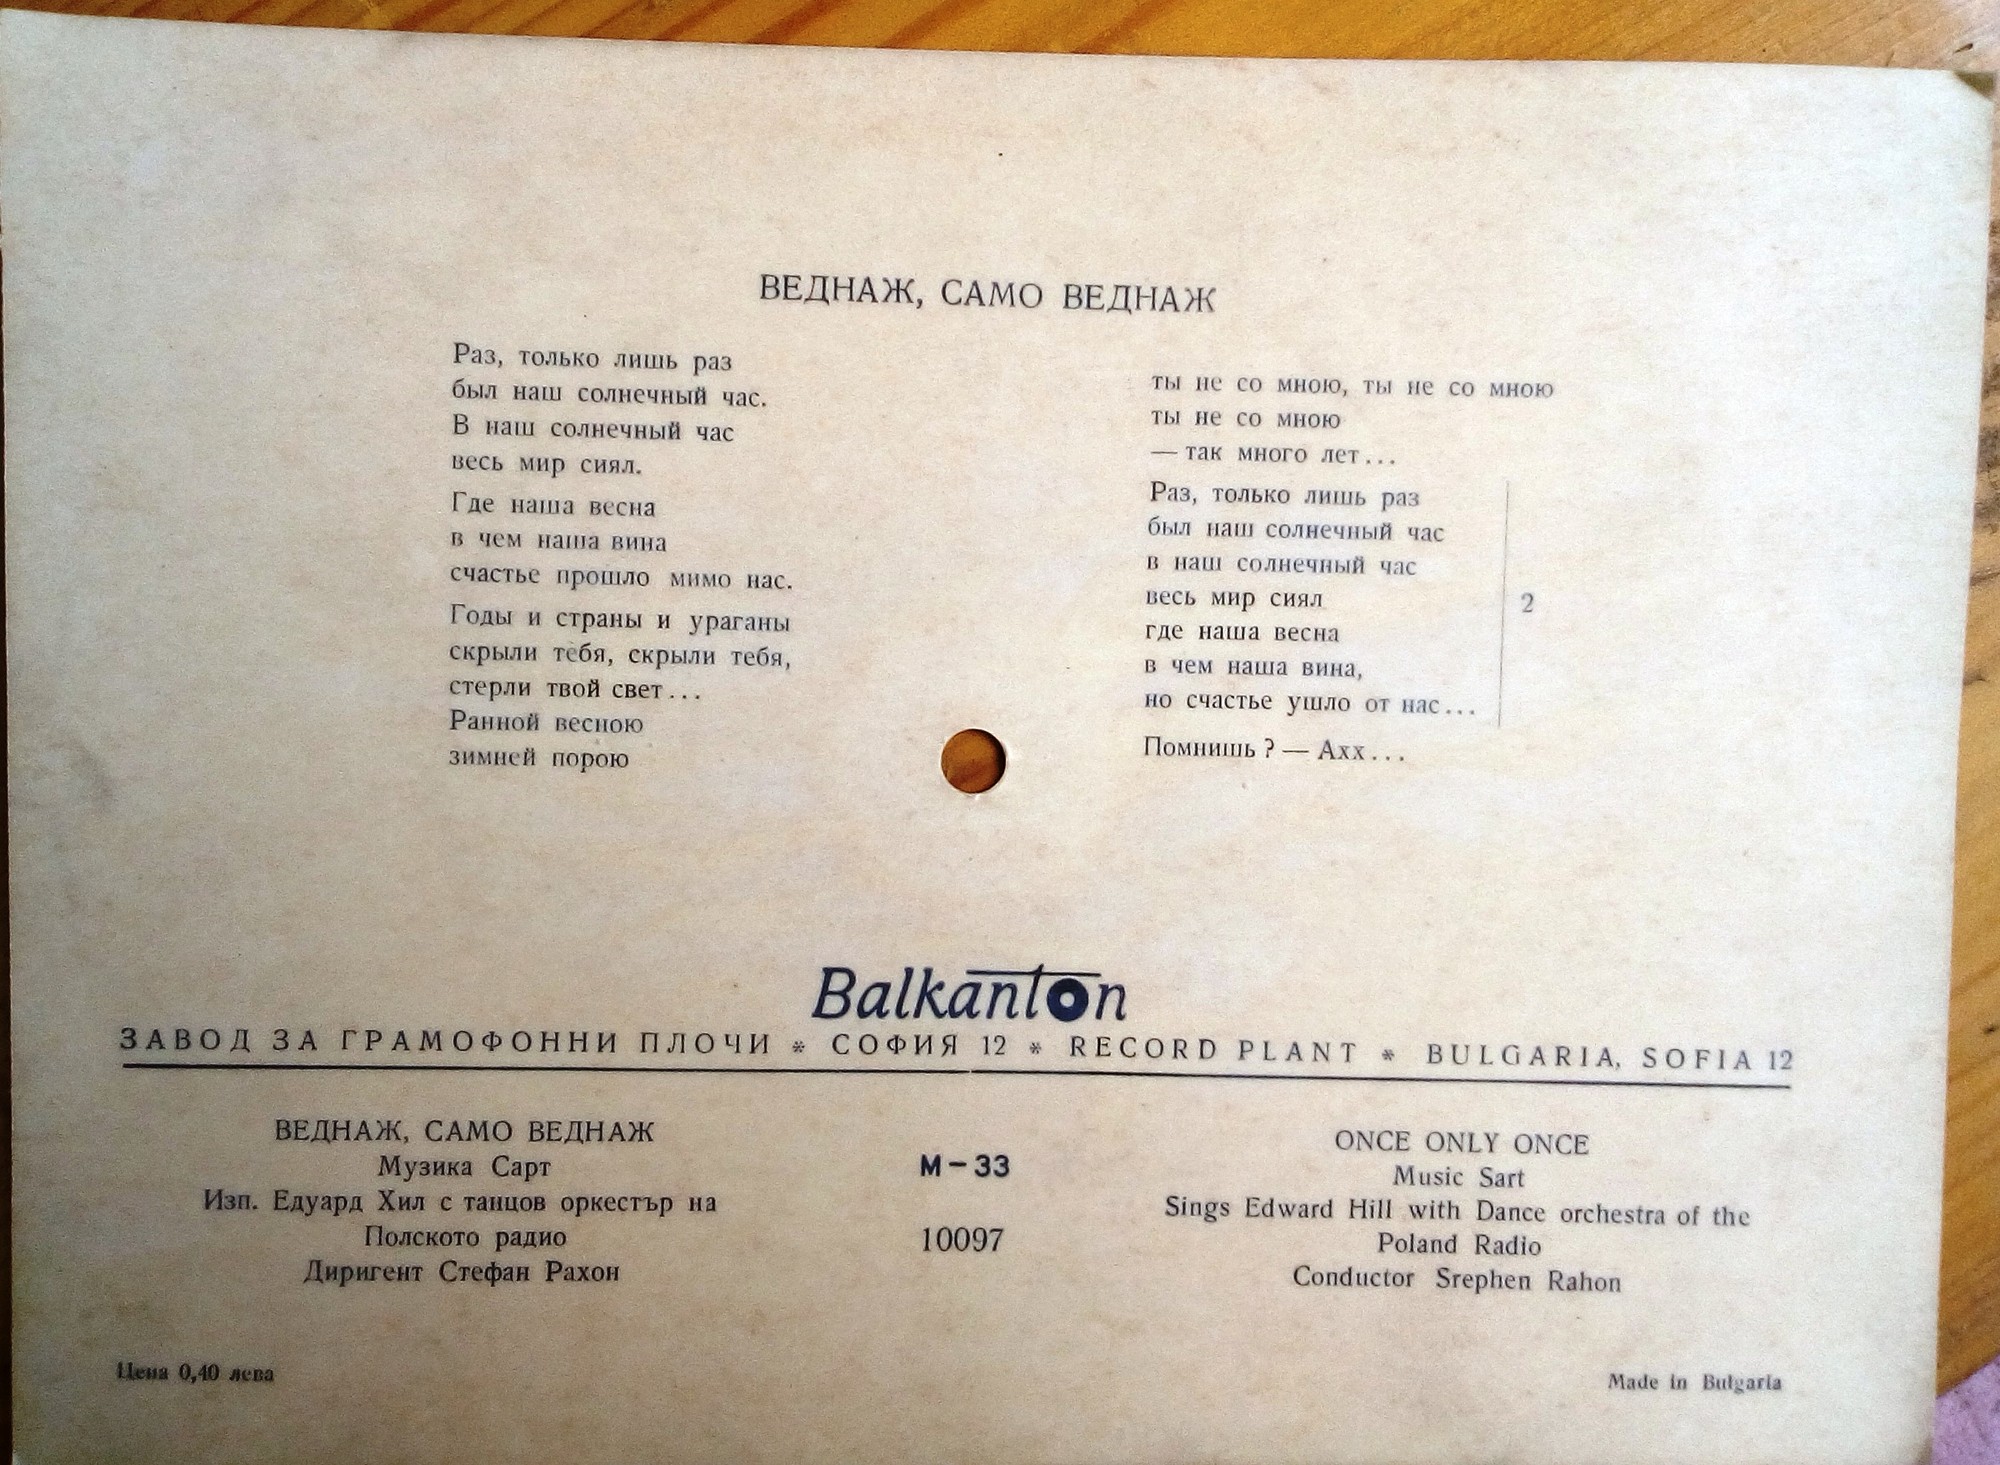 ВЕДНАЖ, САМО ВЕДНАЖ
Раз, только лишь раз
был наш солнечный час.
В наш солнечный час
весь мир сиял.
Где наша весна
в чем наша вина
счастье прошло мимо нас.
Годы и страны и ураганы
скрыли тебя, скрыли тебя,
стерли твой свет...
Ранной весною
зимней порою
ты не со мною, ты не со мною
ты не со мною
— так много лет...
Раз, только лишь раз
был наш солнечный час
в наш солнечный час
весь мир сиял
где наша весна
в чем наша вина,
но счастье ушло от нас...
2
Помнишь? — Ахх...
Balkanton
ЗАВОД ЗА ГРАМОФОННИ ПЛОЧИ * СОФИЯ 12 * RECORD PLANT * BULGARIA, SOFIA 12
ВЕДНАЖ, САМО ВЕДНАЖ
Музика Сарт
Изп. Едуард Хил с танцов оркестър на
Полското радио
Диригент Стефан Рахон
М-33
10097
ONCE ONLY ONCE
Music Sart
Sings Edward Hill with Dance orchestra of the
Poland Radio
Conductor Srephen Rahon
Цена 0,40 лева
Made in Bulgaria